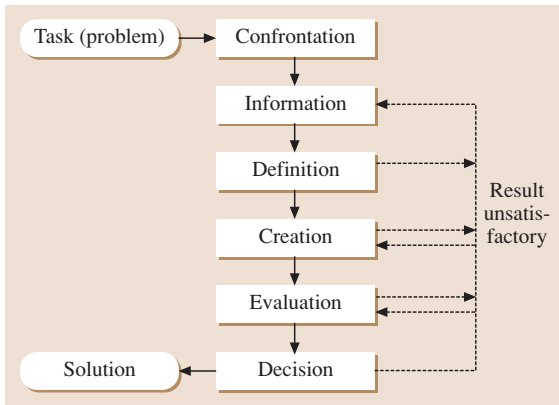 Task (problem)
Confrontation
Information
Definition
Result
unsatis-
factory
Creation
Evaluation
Solution
Decision